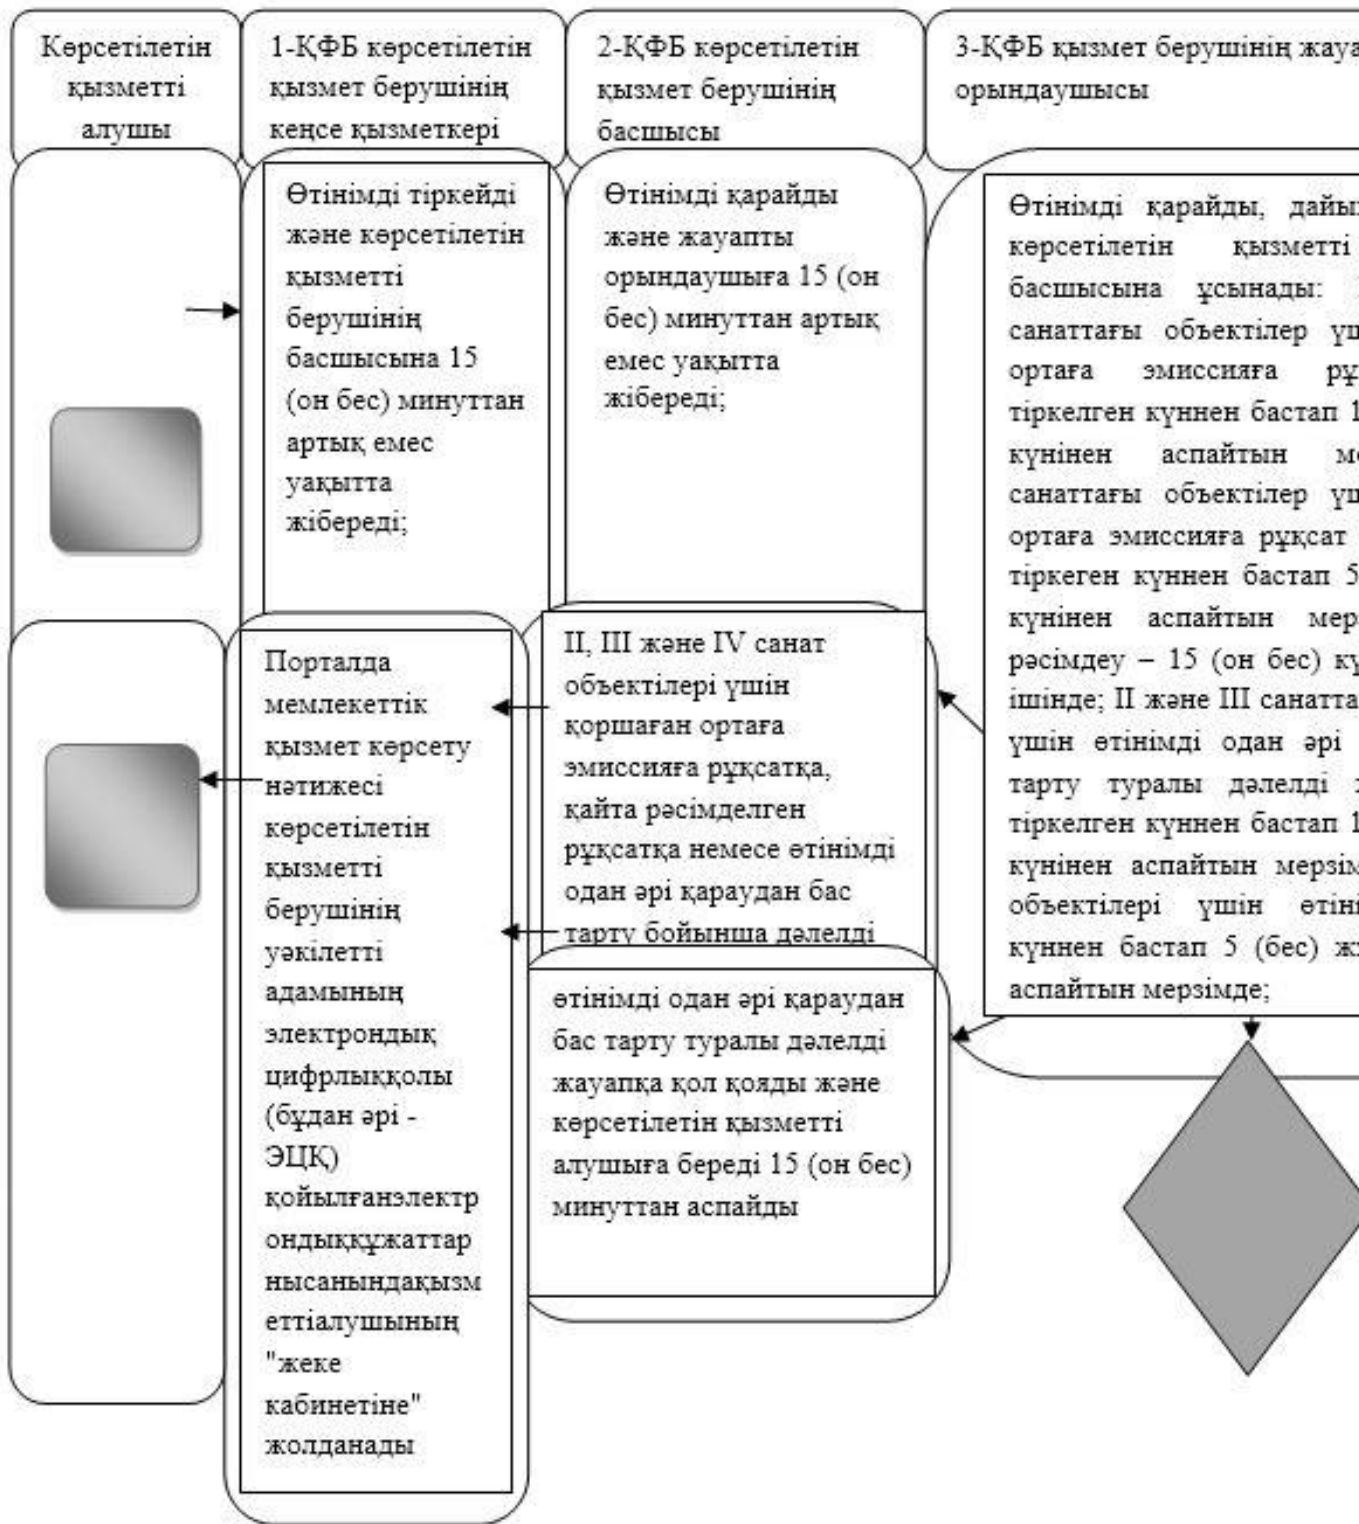 Көрсетілетін
қызметті
алушы
1-ҚФБ көрсетілетін
қызмет берушінің
кеңсе қызметкері
2-ҚФБ көрсетілетін
қызмет берушінің
басшысы
3-ҚФБ қызмет берушінің
орындаушысы
Өтінімді тіркейді
және көрсетілетін
қызметті
берушінің
басшысына 15
(он бес) минуттан
артық емес
уақытта
жібереді;
Өтінімді қарайды
және жауапты
орындаушыға 15 (он
бес) минуттан артық
емес уақытта
жібереді;
Өтінімді қарайды,
көрсетілетін қызметті
басшысына ұсынады:
санаттағы объектілер
ортаға эмиссияға
тіркелген күннен бастап
күнінен аспайтын
санаттағы объектілер
ортаға эмиссияға рұқсат
тіркеген күннен бастап 5
күнінен аспайтын
рәсімдеу – 15 (он бес)
ішінде; II және III
үшін өтінімді одан әрі
тарту туралы дәлелді
тіркелген күннен бастап
күнінен аспайтын
объектілері үшін
күннен бастап 5 (бес)
аспайтын мерзімде;
II, III және IV санат
объектілері үшін
қоршаған ортаға
эмиссияға рұқсатқа,
қайта рәсімделген
рұқсатқа немесе өтінімді
одан әрі қараудан бас
тарту бойынша дәлелді
өтінімді одан әрі қараудан
бас тарту туралы дәлелді
жауапқа қол қояды және
көрсетілетін қызметті
алушыға береді 15 (он бес)
минуттан аспайды
Порталда
мемлекеттік
қызмет көрсету
нәтижесі
көрсетілетін
қызметті
берушінің
уәкілетті
адамының
электрондық
цифрлыққолы
(бұдан әрі -
ЭЦҚ)
қойылғанэлектр
ондыққұжаттар
нысанындақызм
еттіалушының
"жеке
кабинетіне"
жолданады